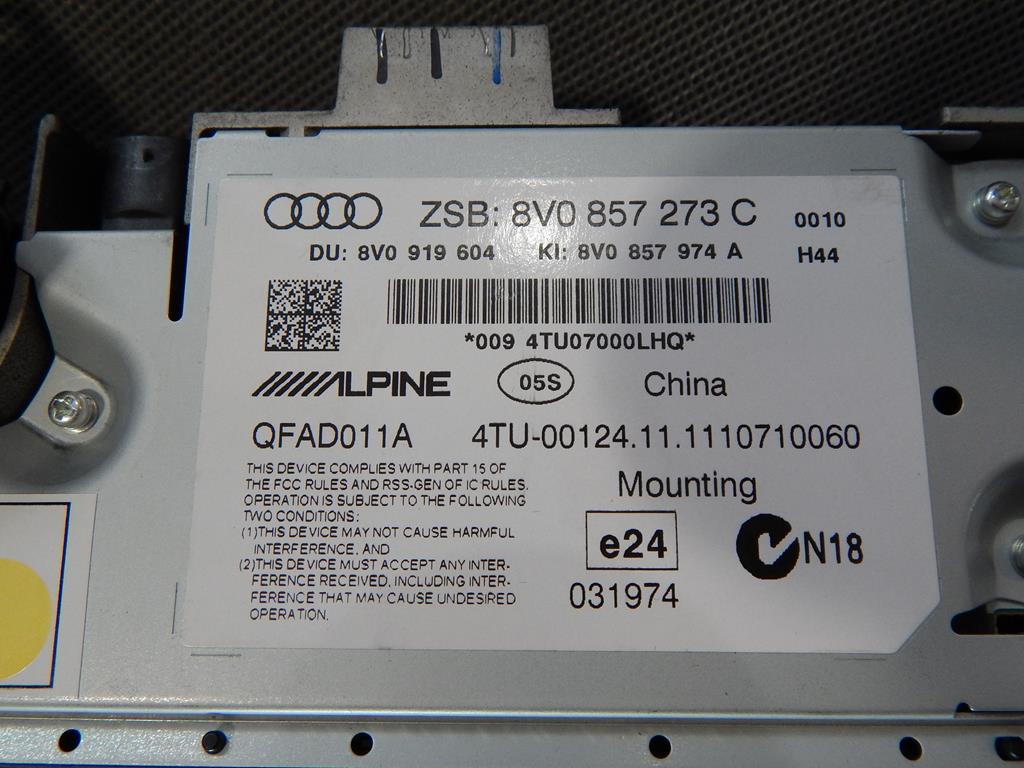 ZSB: 8V0 857 273 C 0010
DU: 8V0 919 604 KI: 8V0 857 974 A H44
*009 4TU07000LHQ*
ALPINE 05S China
QFAD011A 4TU-00124.11.1110710060
THIS DEVICE COMPLIES WITH PART 15 OF
THE FCC RULES AND RSS-GEN OF IC RULES.
OPERATION IS SUBJECT TO THE FOLLOWING
TWO CONDITIONS:
(1)THIS DEVICE MAY NOT CAUSE HARMFUL
INTERFERENCE, AND
(2)THIS DEVICE MUST ACCEPT ANY INTER-
FERENCE RECEIVED, INCLUDING INTER-
FERENCE THAT MAY CAUSE UNDESIRED
OPERATION.
Mounting
e24 N18
031974